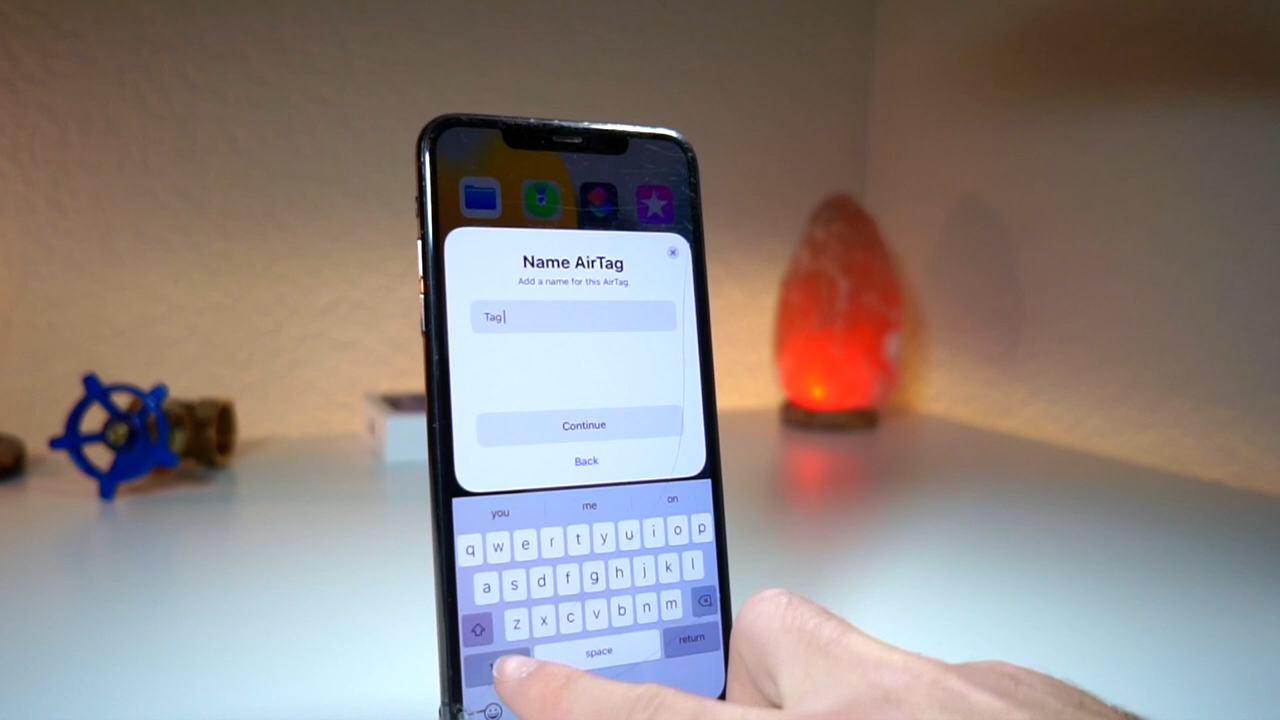 Name AirTag
Add a name for this AirTag.
Tag
Continue
Back
you me on
q w e r t y u i o p
a s d f g h j k l
z x c v b n m
space return